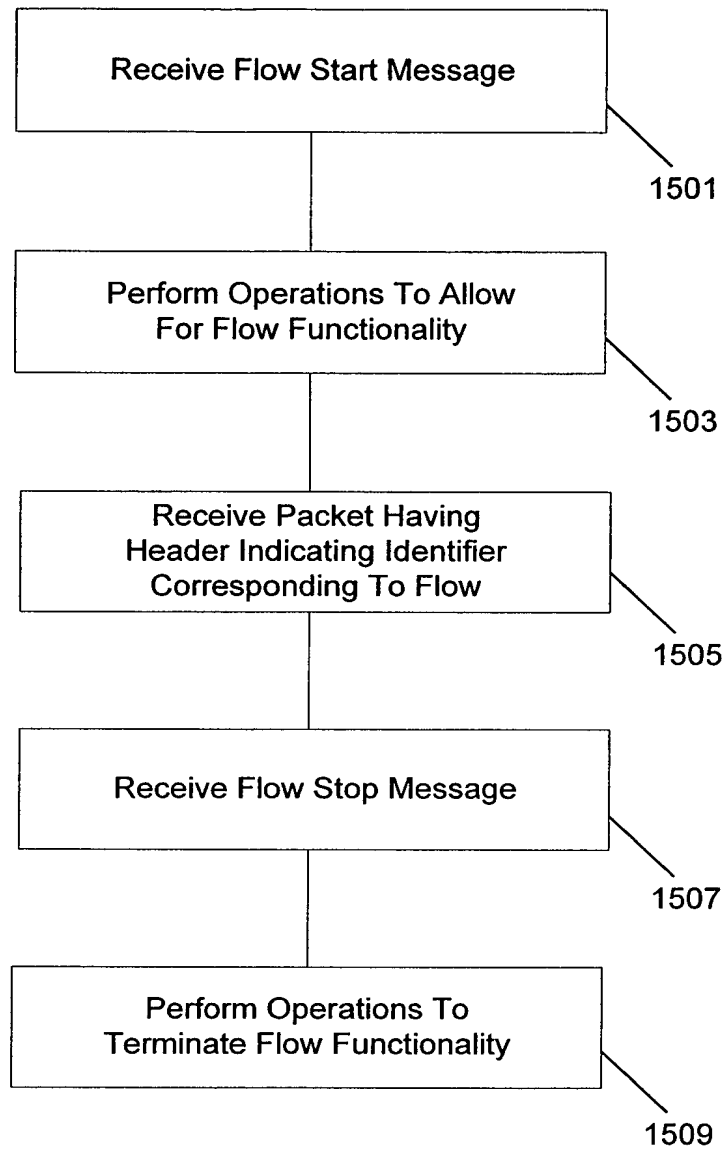 Receive Flow Start Message
1501
Perform Operations To Allow
For Flow Functionality
1503
Receive Packet Having
Header Indicating Identifier
Corresponding To Flow
1505
Receive Flow Stop Message
1507
Perform Operations To
Terminate Flow Functionality
1509